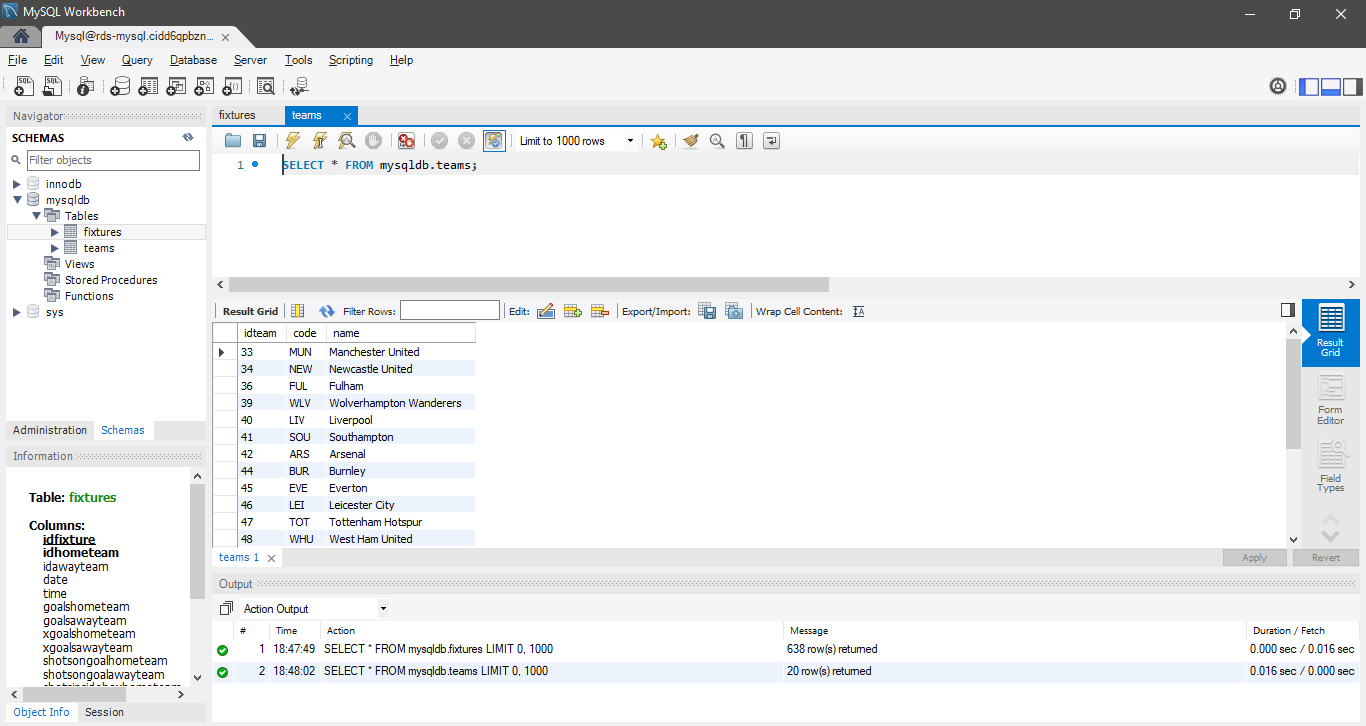 MySQL Workbench
Mysql@rds-mysql.cidd6qpbzn...
File Edit View Query Database Server Tools Scripting Help
Navigator
SCHEMAS
Filter objects
innodb
mysqldb
Tables
fixtures
teams
Views
Stored Procedures
Functions
sys
Administration Schemas
Information
Table: fixtures
Columns:
idfixture
idhometeam
idawayteam
date
time
goalshometeam
goalsawayteam
xgoalshometeam
xgoalsawayteam
shotsongoalhometeam
shotsongoalawayteam
Object Info Session
fixtures teams
Limit to 1000 rows
1 SELECT * FROM mysqldb.teams;
Result Grid Filter Rows: Edit: Export/Import: Wrap Cell Content:
idteam code name
33 MUN Manchester United
34 NEW Newcastle United
36 FUL Fulham
39 WLV Wolverhampton Wanderers
40 LIV Liverpool
41 SOU Southampton
42 ARS Arsenal
44 BUR Burnley
45 EVE Everton
46 LEI Leicester City
47 TOT Tottenham Hotspur
48 WHU West Ham United
Result
Grid
Form
Editor
Field
Types
teams 1
Apply Revert
Output
Action Output
# Time Action Message Duration / Fetch
1 18:47:49 SELECT * FROM mysqldb.fixtures LIMIT 0, 1000 638 row(s) returned 0.000 sec / 0.016 sec
2 18:48:02 SELECT * FROM mysqldb.teams LIMIT 0, 1000 20 row(s) returned 0.016 sec / 0.000 sec